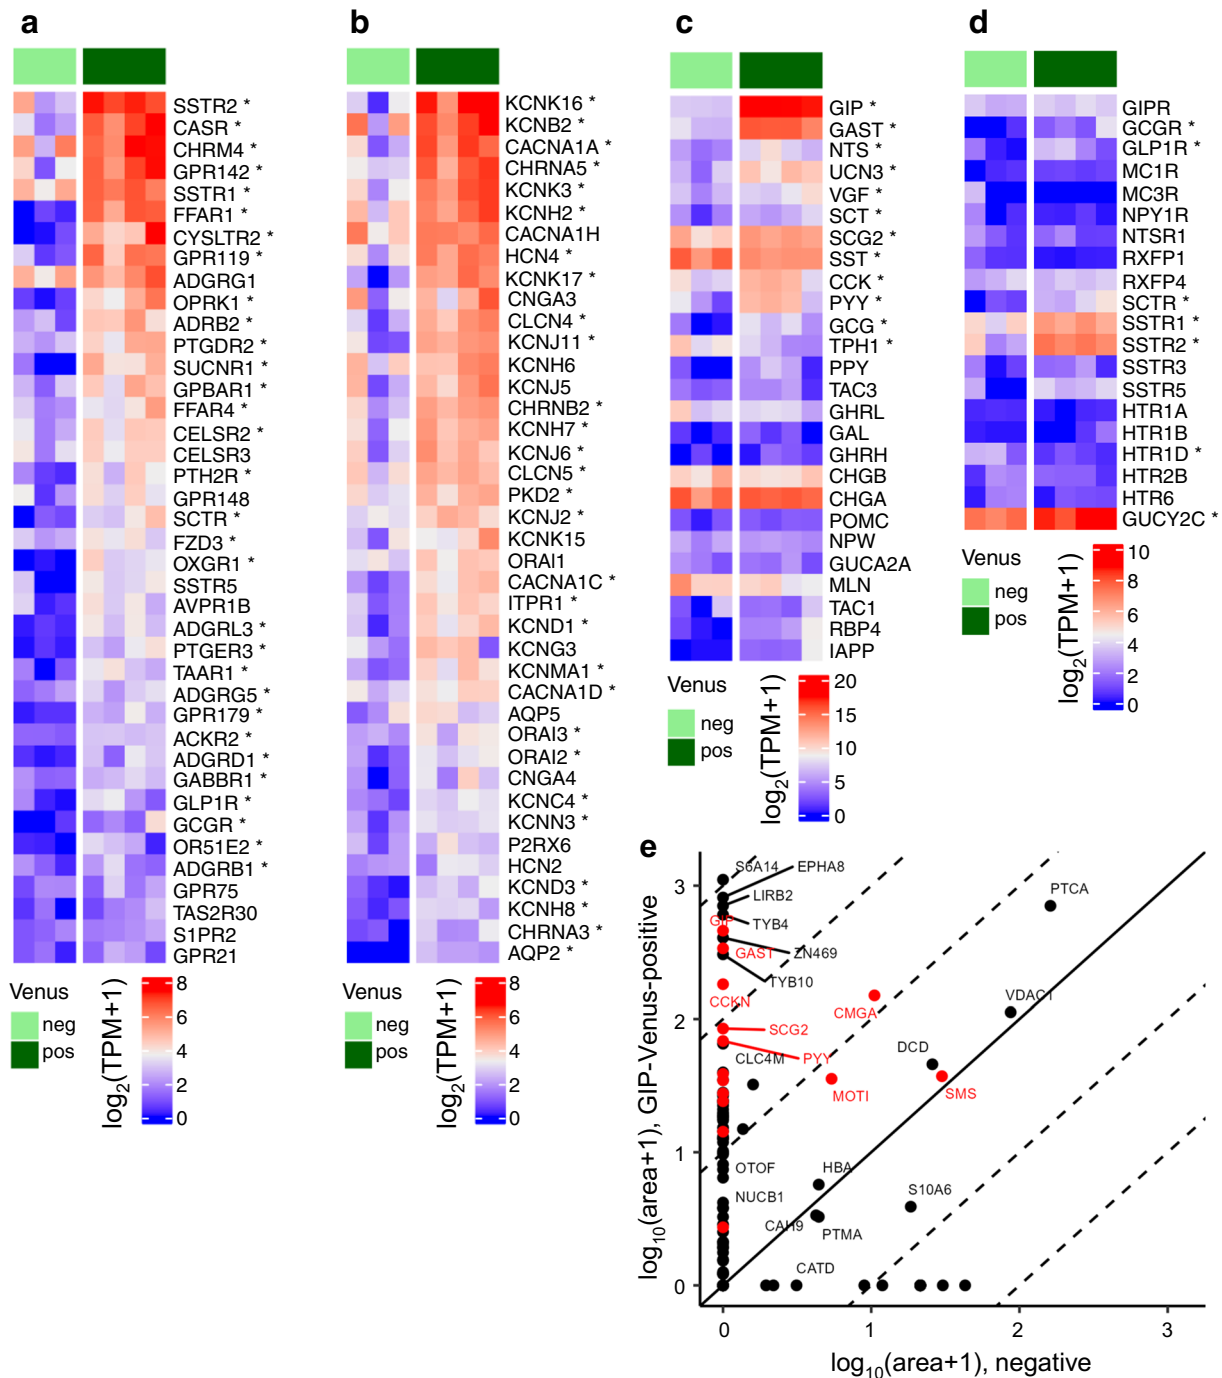 a
SSTR2 *
CASR *
CHRM4 *
GPR142 *
SSTR1 *
FFAR1 *
CYSLTR2 *
GPR119 *
ADGRG1
OPRK1 *
ADRB2 *
PTGDR2 *
SUCNR1 *
GPBAR1 *
FFAR4 *
CELSR2 *
CELSR3
PTH2R *
GPR148
SCTR *
FZD3 *
OXGR1 *
SSTR5
AVPR1B
ADGRL3 *
PTGER3 *
TAAR1 *
ADGRG5 *
GPR179 *
ACKR2 *
ADGRD1 *
GABBR1 *
GLP1R *
GCGR *
OR51E2 *
ADGRB1 *
GPR75
TAS2R30
S1PR2
GPR21
Venus
neg
pos
log2(TPM+1)
8
6
4
2
0
b
KCNK16 *
KCNB2 *
CACNA1A *
CHRNA5 *
KCNK3 *
KCNH2 *
CACNA1H
HCN4 *
KCNK17 *
CNGA3
CLCN4 *
KCNJ11 *
KCNH6
KCNJ5
CHRNB2 *
KCNH7 *
KCNJ6 *
CLCN5 *
PKD2 *
KCNJ2 *
KCNK15
ORAI1
CACNA1C *
ITPR1 *
KCND1 *
KCNG3
KCNMA1 *
CACNA1D *
AQP5
ORAI3 *
ORAI2 *
CNGA4
KCNC4 *
KCNN3 *
P2RX6
HCN2
KCND3 *
KCNH8 *
CHRNA3 *
AQP2 *
Venus
neg
pos
log2(TPM+1)
8
6
4
2
0
c
GIP *
GAST *
NTS *
UCN3 *
VGF *
SCT *
SCG2 *
SST *
CCK *
PYY *
GCG *
TPH1 *
PPY
TAC3
GHRL
GAL
GHRH
CHGB
CHGA
POMC
NPW
GUCA2A
MLN
TAC1
RBP4
IAPP
Venus
neg
pos
log2(TPM+1)
20
15
10
5
0
d
GIPR
GCGR *
GLP1R *
MC1R
MC3R
NPY1R
NTSR1
RXFP1
RXFP4
SCTR *
SSTR1 *
SSTR2 *
SSTR3
SSTR5
HTR1A
HTR1B
HTR1D *
HTR2B
HTR6
GUCY2C *
Venus
neg
pos
log2(TPM+1)
10
8
6
4
2
0
e
log10(area+1), GIP-Venus-positive
3
2
1
0
S6A14
EPHA8
LIRB2
GIP
TYB4
GAST
ZN469
TYB10
CCKN
SCG2
PYY
CLC4M
CMGA
MOTI
PTCA
VDAC1
DCD
SMS
OTOF
HBA
NUCB1
S10A6
CAH9
PTMA
CATD
0
1
2
3
log10(area+1), negative